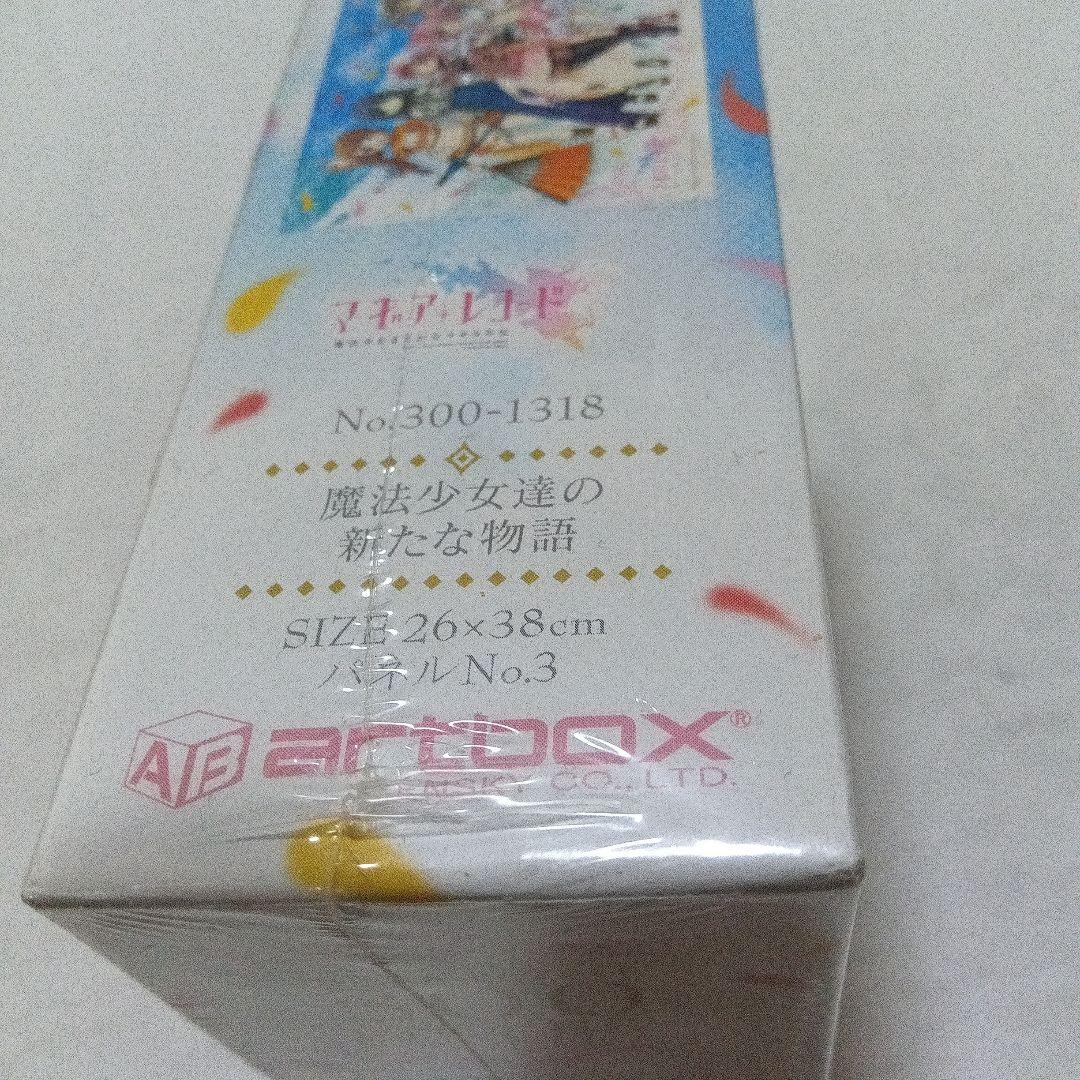 マギア・レコード
No.300-1318
魔法少女達の
新たな物語
SIZE 26×38cm
パネルNo.3
AB artbox®
ENSKY CO., LTD.